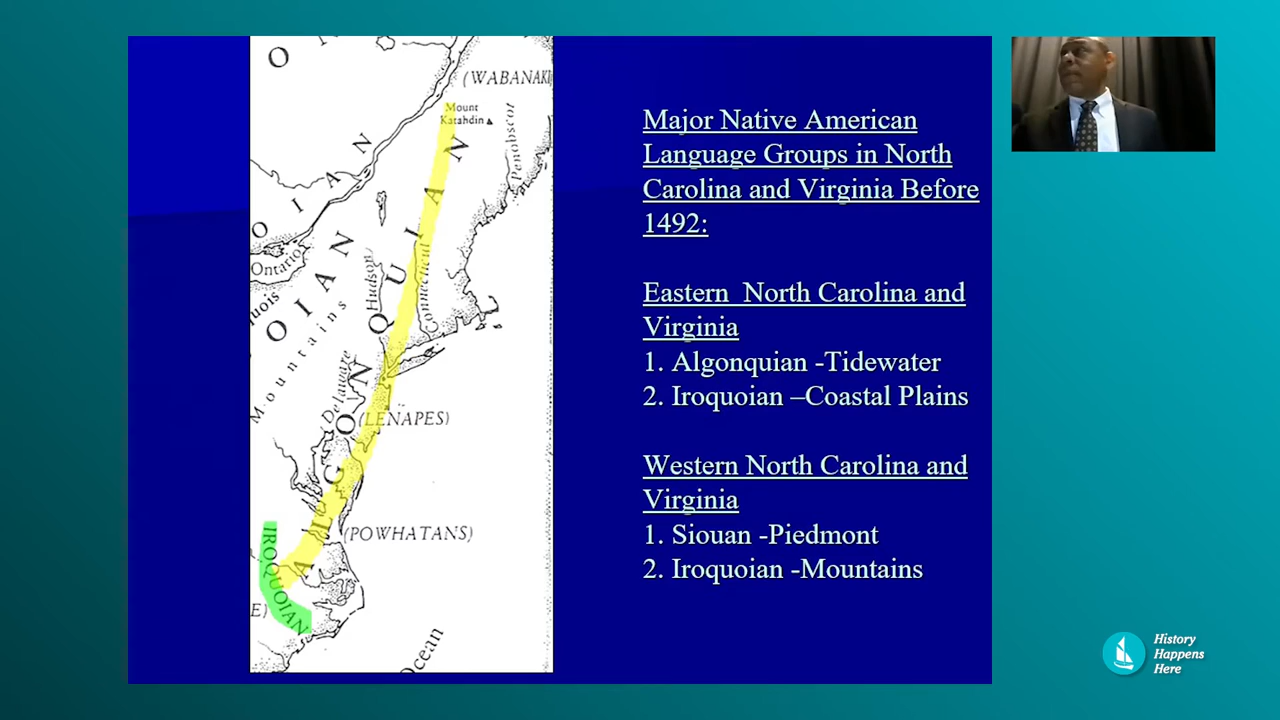 (WABANAKI
Mount
Katahdin
Penobscot
Ontario
Hudson
Connecticut
Mountains
Delaware
ALGONQUIAN
(LENAPES)
(POWHATANS)
IROQUOIAN
E)
Ocean
Major Native American
Language Groups in North
Carolina and Virginia Before
1492:
Eastern North Carolina and
Virginia
1. Algonquian -Tidewater
2. Iroquoian –Coastal Plains
Western North Carolina and
Virginia
1. Siouan -Piedmont
2. Iroquoian -Mountains
History
Happens
Here